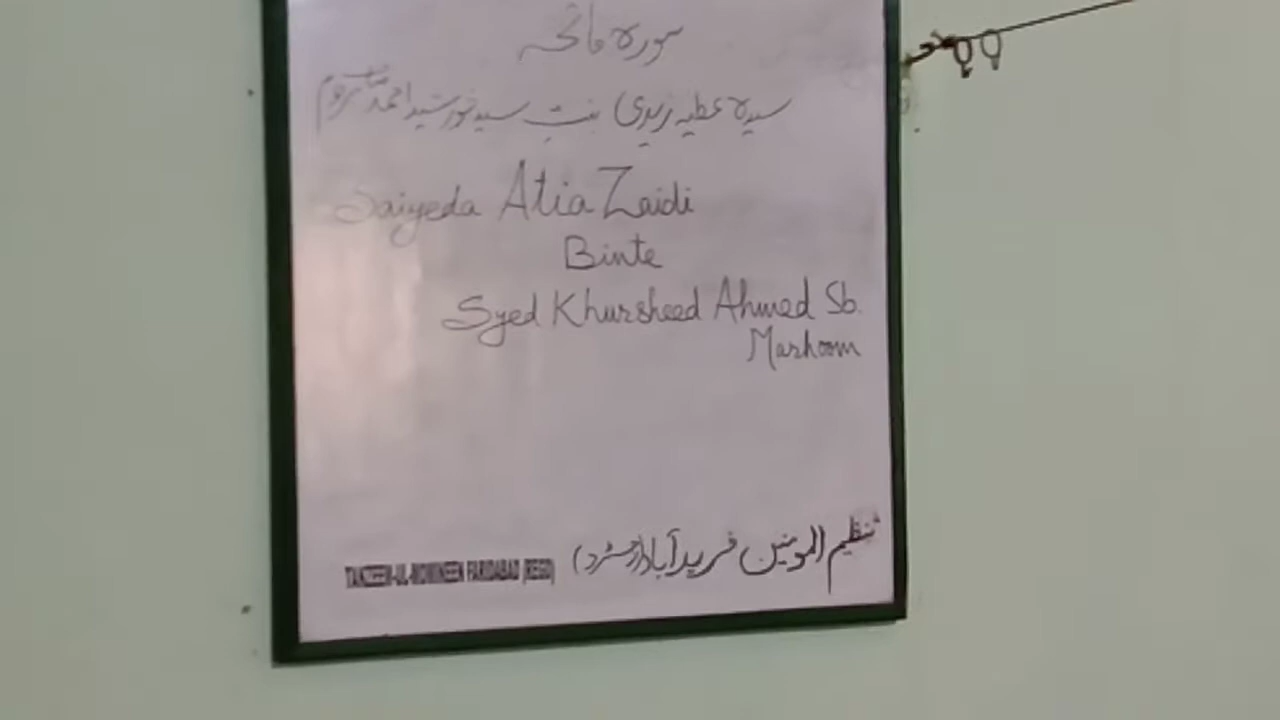 سورہ فاتحہ
سیدہ عطیہ زیدی بنتِ سید خورشید احمد صاحب مرحوم
Saiyeda Atia Zaidi
Binte
Syed Khursheed Ahmed Sb.
Marhoom
تنظیم المومنین فریدآباد (رجسٹرڈ)
TANZEEM-UL-MOMINEEN FARIDABAD (REGD)